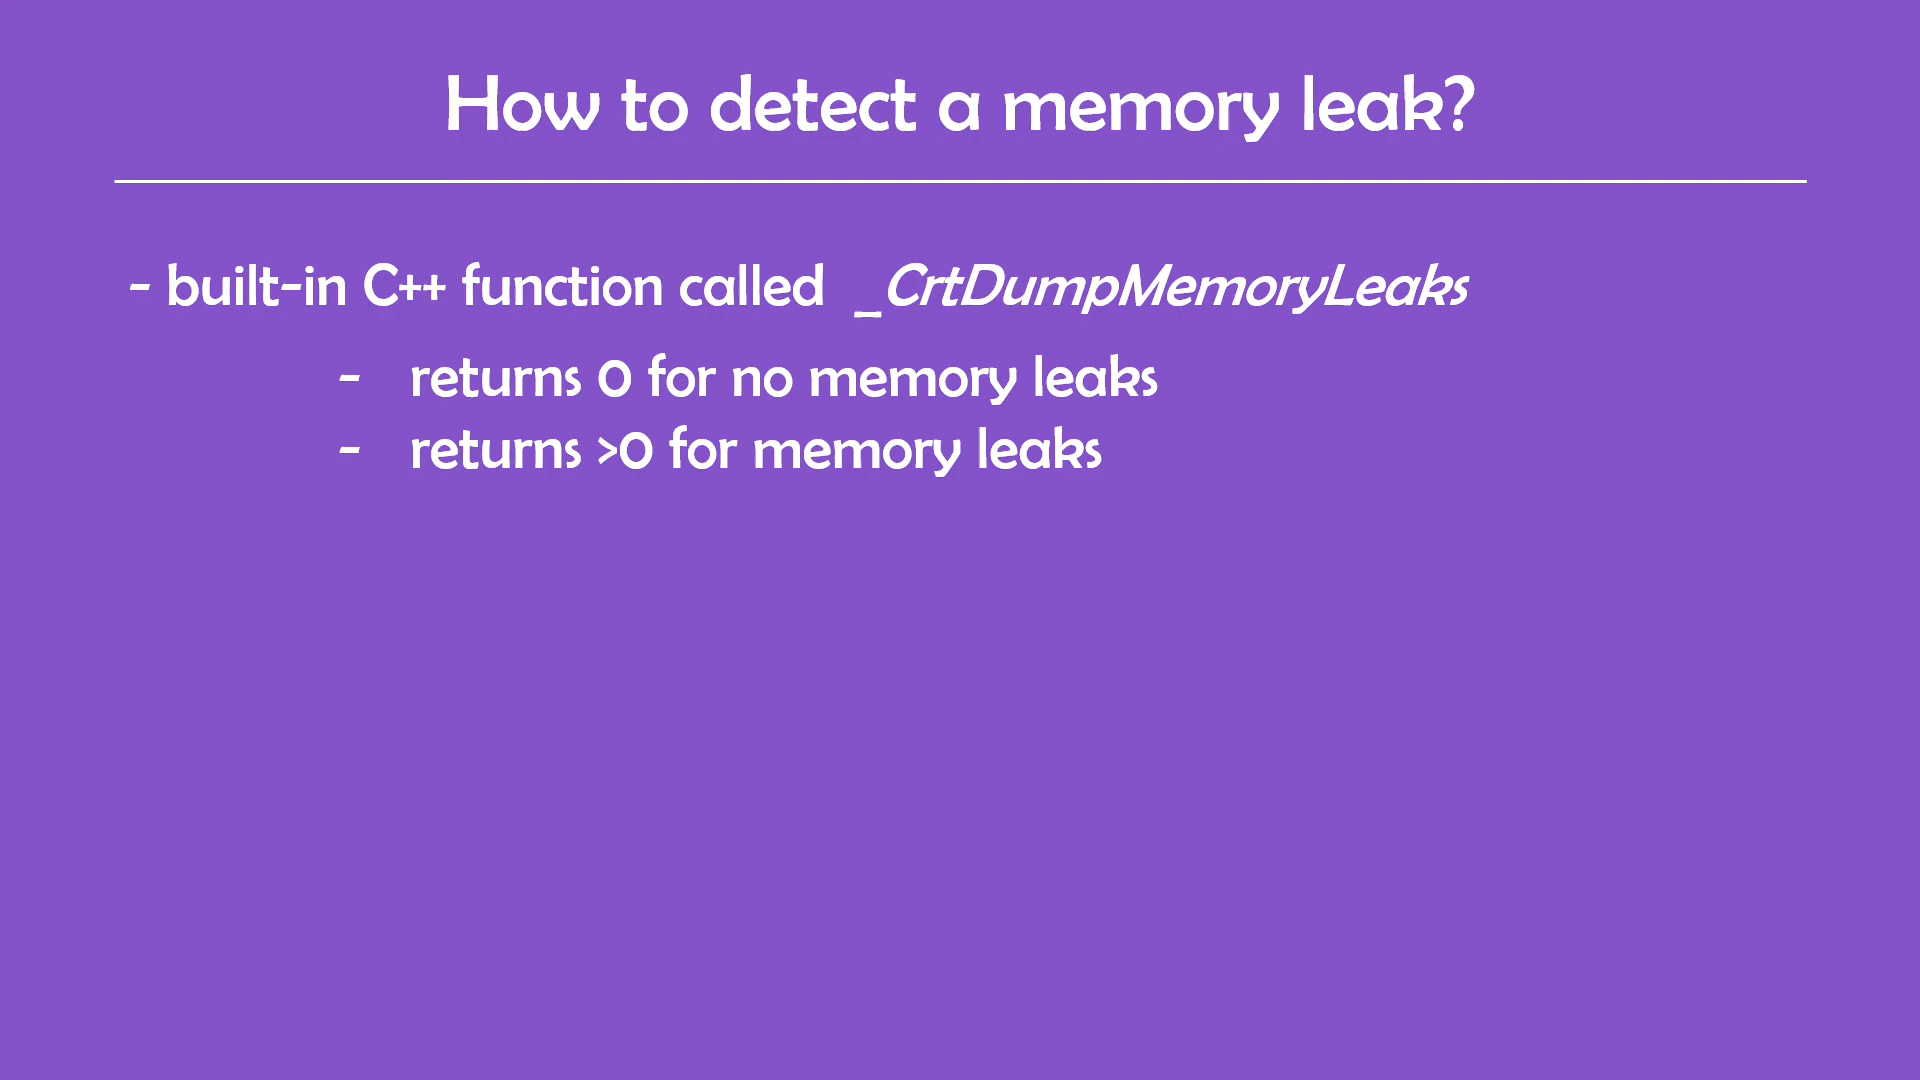 How to detect a memory leak?
- built-in C++ function called _CrtDumpMemoryLeaks
- returns 0 for no memory leaks
- returns >0 for memory leaks